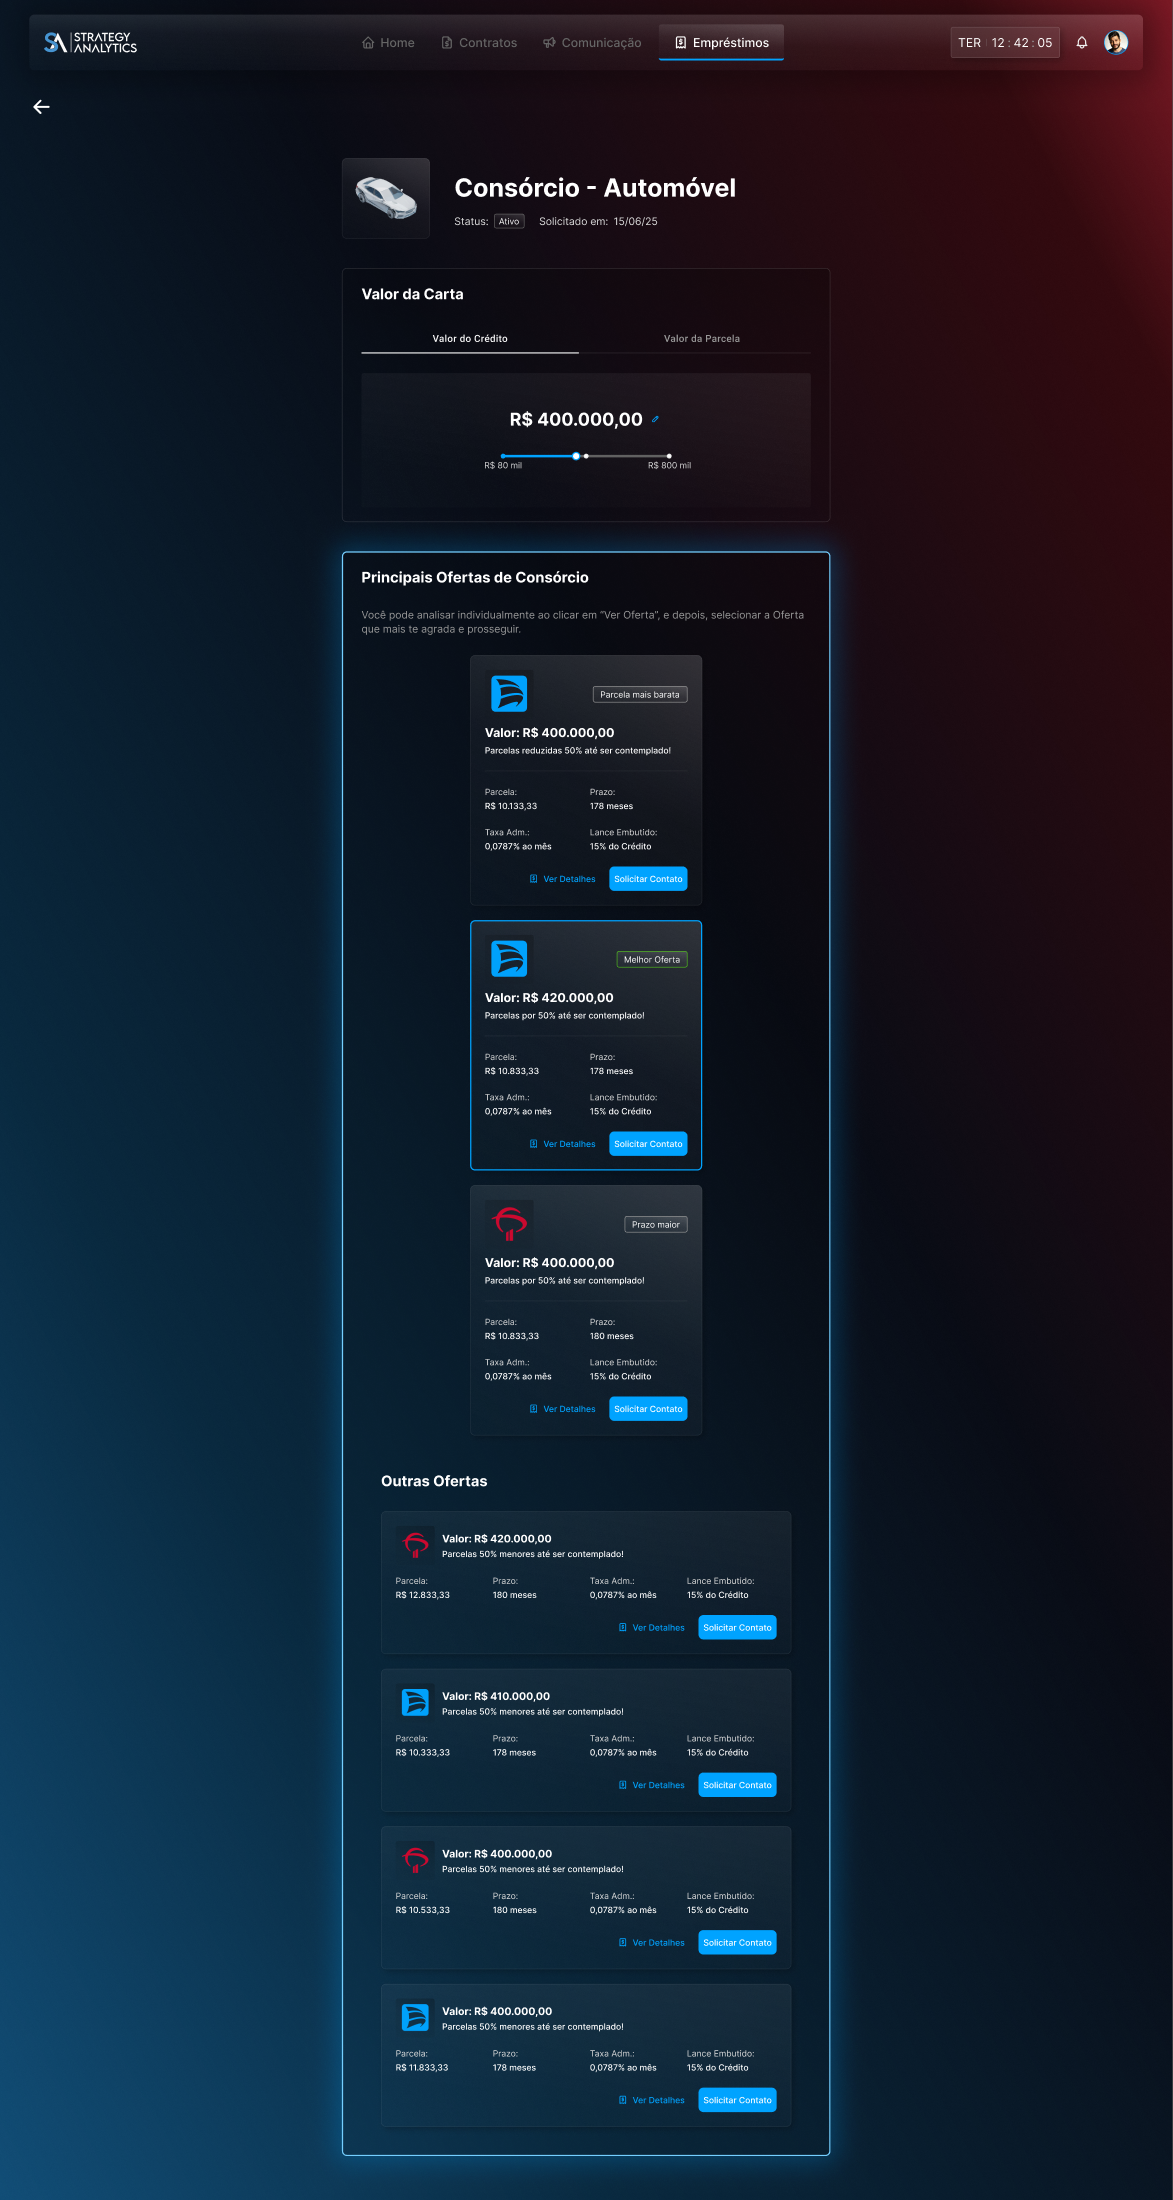 STRATEGY
ANALYTICS
Home
Contratos
Comunicação
Empréstimos
TER 12 : 42 : 05
Consórcio - Automóvel
Status: Ativo Solicitado em: 15/06/25
Valor da Carta
Valor do Crédito
Valor da Parcela
R$ 400.000,00
R$ 80 mil
R$ 800 mil
Principais Ofertas de Consórcio
Você pode analisar individualmente ao clicar em “Ver Oferta”, e depois, selecionar a Oferta
que mais te agrada e prosseguir.
Parcela mais barata
Valor: R$ 400.000,00
Parcelas reduzidas 50% até ser contemplado!
Parcela: Prazo:
R$ 10.133,33 178 meses
Taxa Adm.: Lance Embutido:
0,0787% ao mês 15% do Crédito
Ver Detalhes Solicitar Contato
Melhor Oferta
Valor: R$ 420.000,00
Parcelas por 50% até ser contemplado!
Parcela: Prazo:
R$ 10.833,33 178 meses
Taxa Adm.: Lance Embutido:
0,0787% ao mês 15% do Crédito
Ver Detalhes Solicitar Contato
Prazo maior
Valor: R$ 400.000,00
Parcelas por 50% até ser contemplado!
Parcela: Prazo:
R$ 10.833,33 180 meses
Taxa Adm.: Lance Embutido:
0,0787% ao mês 15% do Crédito
Ver Detalhes Solicitar Contato
Outras Ofertas
Valor: R$ 420.000,00
Parcelas 50% menores até ser contemplado!
Parcela: Prazo: Taxa Adm.: Lance Embutido:
R$ 12.833,33 180 meses 0,0787% ao mês 15% do Crédito
Ver Detalhes Solicitar Contato
Valor: R$ 410.000,00
Parcelas 50% menores até ser contemplado!
Parcela: Prazo: Taxa Adm.: Lance Embutido:
R$ 10.333,33 178 meses 0,0787% ao mês 15% do Crédito
Ver Detalhes Solicitar Contato
Valor: R$ 400.000,00
Parcelas 50% menores até ser contemplado!
Parcela: Prazo: Taxa Adm.: Lance Embutido:
R$ 10.533,33 180 meses 0,0787% ao mês 15% do Crédito
Ver Detalhes Solicitar Contato
Valor: R$ 400.000,00
Parcelas 50% menores até ser contemplado!
Parcela: Prazo: Taxa Adm.: Lance Embutido:
R$ 11.833,33 178 meses 0,0787% ao mês 15% do Crédito
Ver Detalhes Solicitar Contato